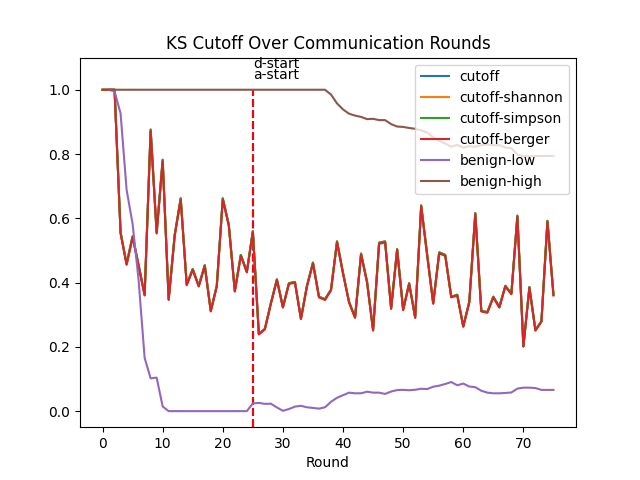 KS Cutoff Over Communication Rounds
d-start
a-start
cutoff
cutoff-shannon
cutoff-simpson
cutoff-berger
benign-low
benign-high
1.0
0.8
0.6
0.4
0.2
0.0
0 10 20 30 40 50 60 70
Round